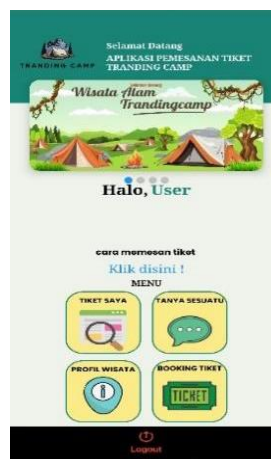 Selamat Datang
APLIKASI PEMESANAN TIKET
TRANDING CAMP
TRANDING CAMP
Wisata Alam
Trandingcamp
Halo, User
cara memesan tiket
Klik disini !
MENU
TIKET SAYA
TANYA SESUATU
PROFIL WISATA
BOOKING TIKET
TICKET
Logout